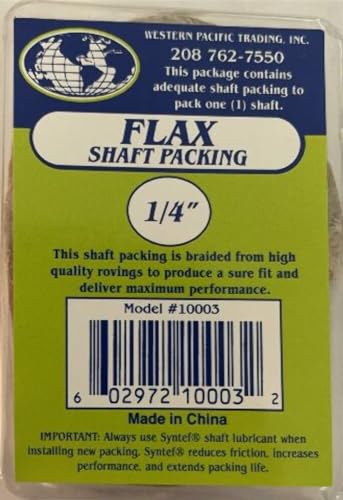 WESTERN PACIFIC TRADING, INC.
208 762-7550
This package contains
adequate shaft packing to
pack one (1) shaft.
FLAX
SHAFT PACKING
1/4"
This shaft packing is braided from high
quality rovings to produce a sure fit and
deliver maximum performance.
Model #10003
6 02972 10003 2
Made in China
IMPORTANT: Always use Syntef® shaft lubricant when
installing new packing. Syntef® reduces friction, increases
performance, and extends packing life.